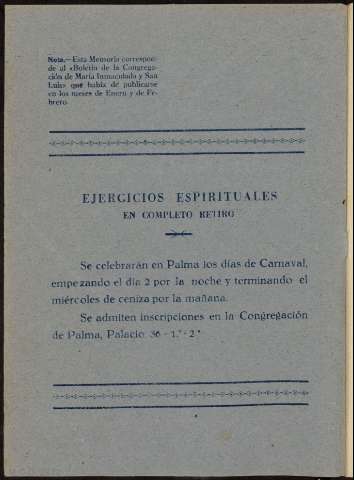 Nota.—Esta Memoria correspon-
de al «Boletín de la Congrega-
ción de María Inmaculada y San
Luis» que había de publicarse
en los meses de Enero y de Fe-
brero
EJERCICIOS ESPIRITUALES
EN COMPLETO RETIRO
Se celebrarán en Palma los días de Carnaval,
empezando el día 2 por la noche y terminando el
miércoles de ceniza por la mañana.
Se admiten inscripciones en la Congregación
de Palma, Palacio 36 - 1.º - 2.ª